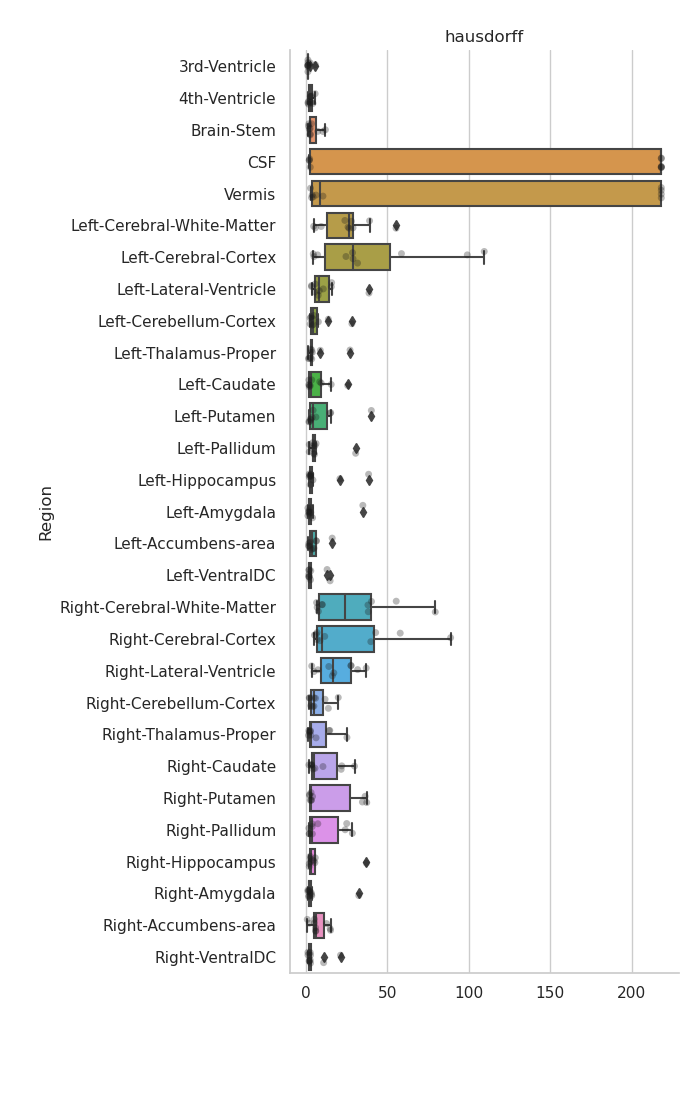 hausdorff
3rd-Ventricle
4th-Ventricle
Brain-Stem
CSF
Vermis
Left-Cerebral-White-Matter
Left-Cerebral-Cortex
Left-Lateral-Ventricle
Left-Cerebellum-Cortex
Left-Thalamus-Proper
Left-Caudate
Left-Putamen
Left-Pallidum
Left-Hippocampus
Left-Amygdala
Left-Accumbens-area
Left-VentralDC
Right-Cerebral-White-Matter
Right-Cerebral-Cortex
Right-Lateral-Ventricle
Right-Cerebellum-Cortex
Right-Thalamus-Proper
Right-Caudate
Right-Putamen
Right-Pallidum
Right-Hippocampus
Right-Amygdala
Right-Accumbens-area
Right-VentralDC
Region
0 50 100 150 200